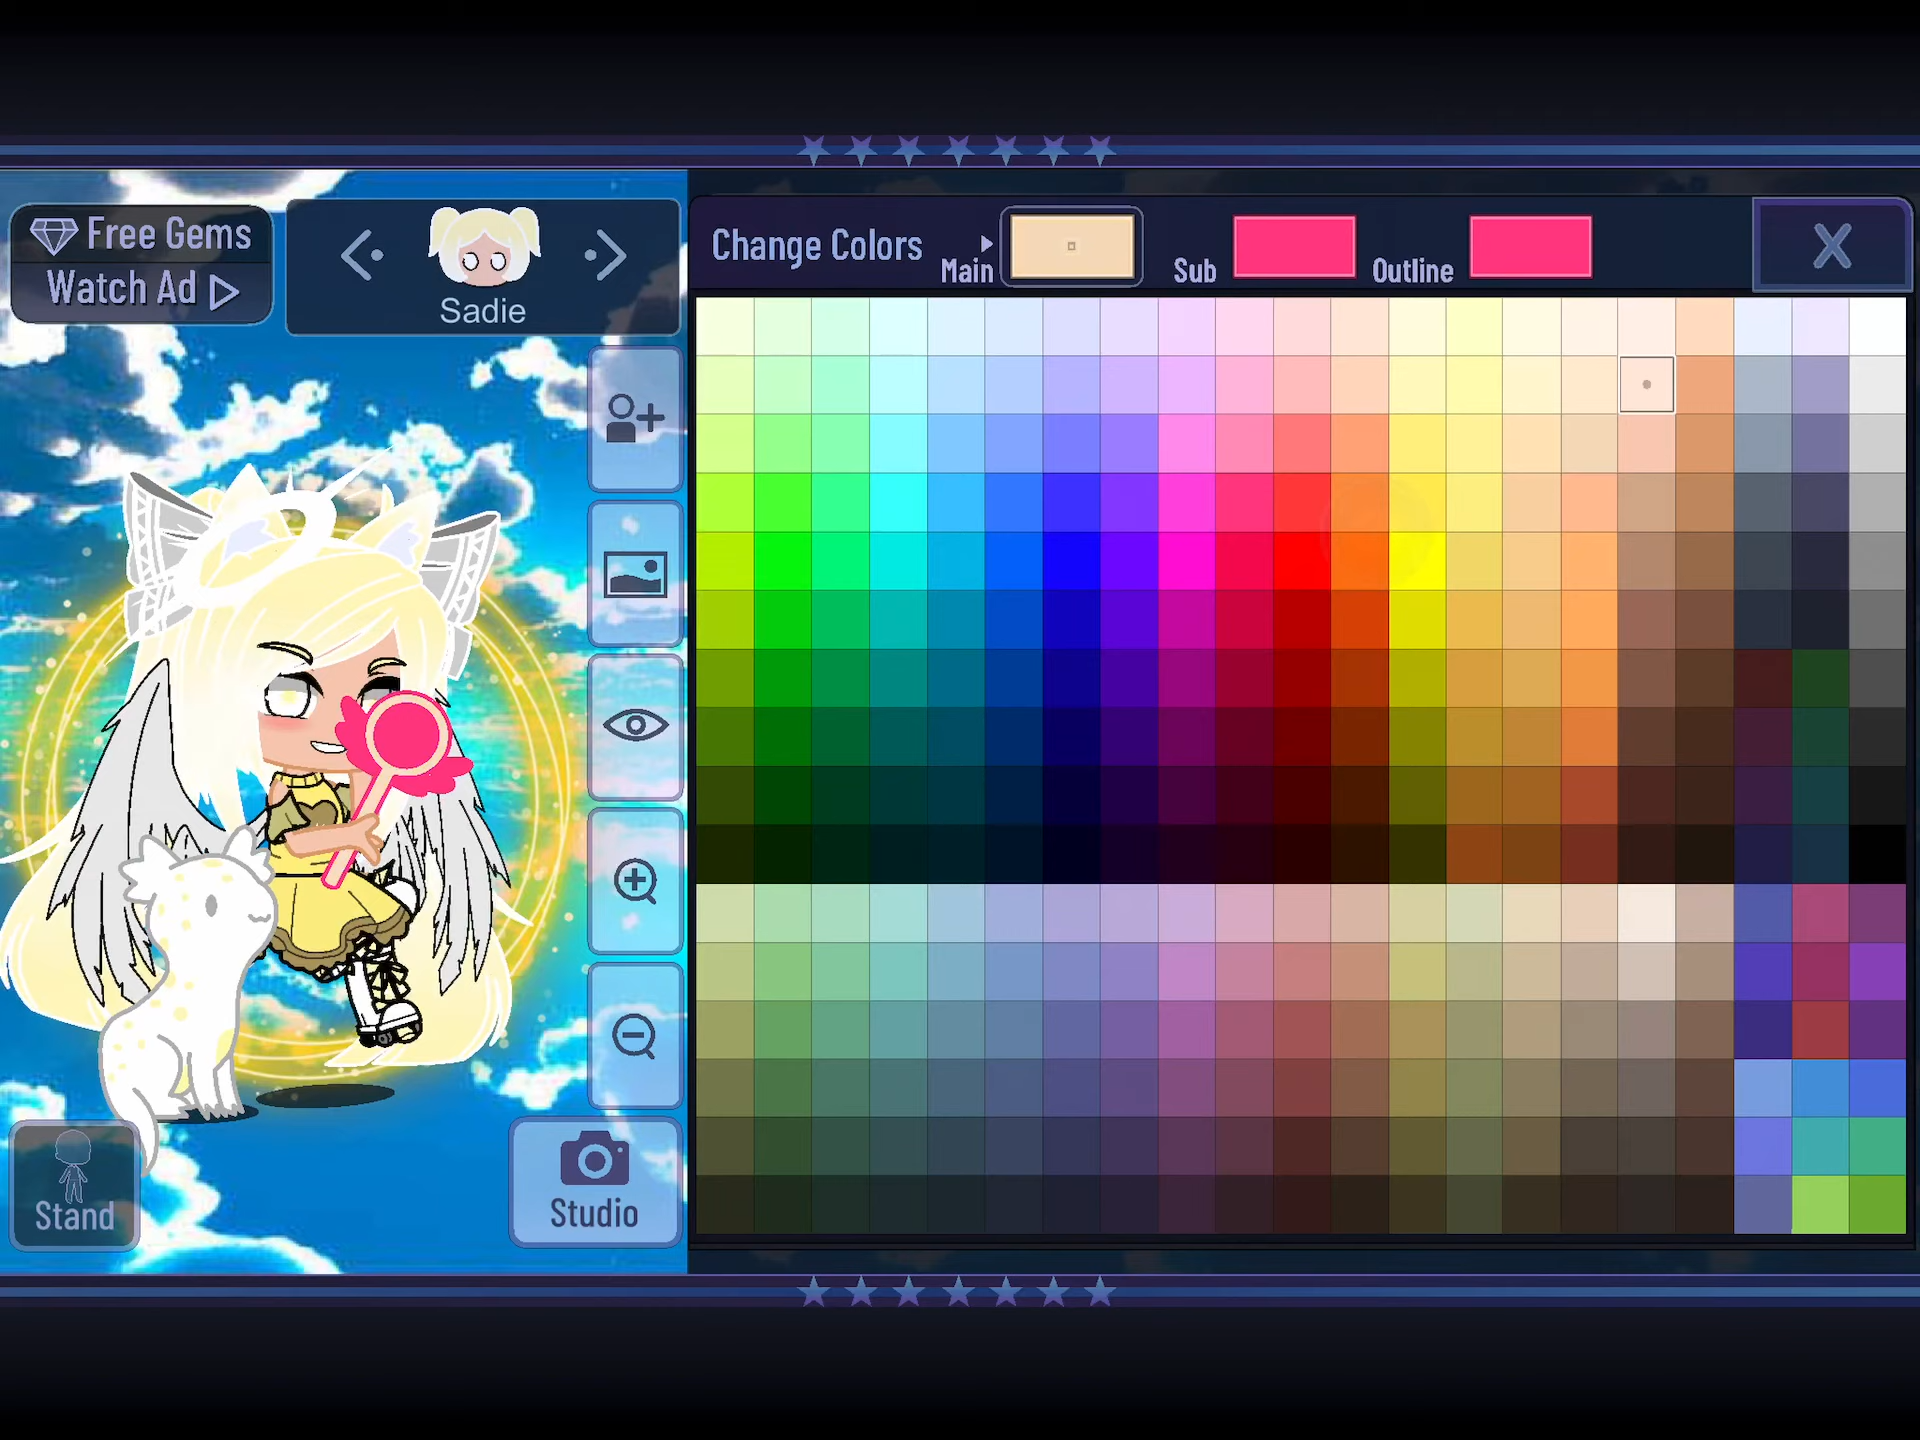 Free Gems
Watch Ad
Sadie
Change Colors
Main
Sub
Outline
X
Stand
Studio